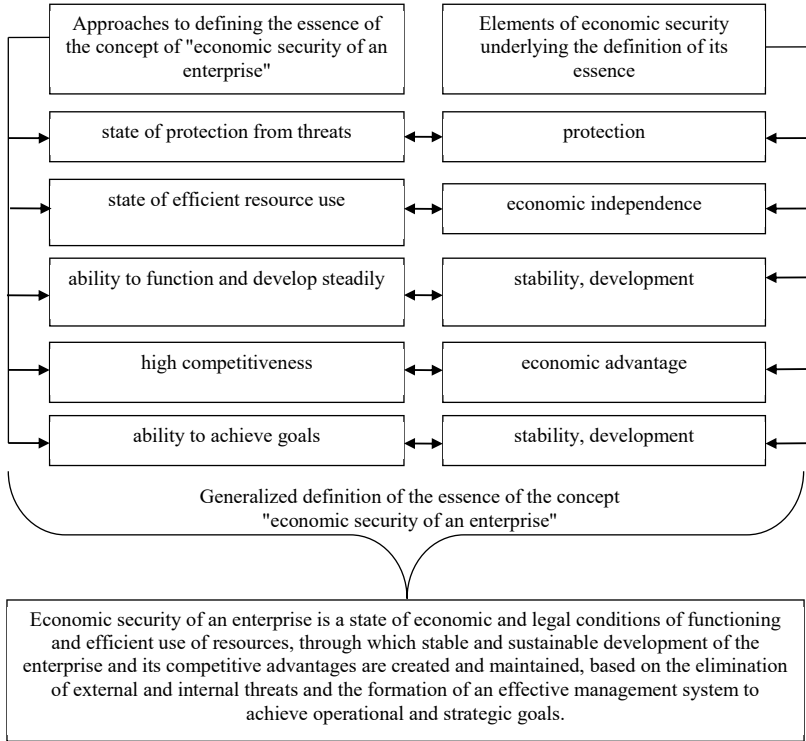 Approaches to defining the essence of
the concept of "economic security of an
enterprise"
Elements of economic security
underlying the definition of its
essence
state of protection from threats
protection
state of efficient resource use
economic independence
ability to function and develop steadily
stability, development
high competitiveness
economic advantage
ability to achieve goals
stability, development
Generalized definition of the essence of the concept
"economic security of an enterprise"
Economic security of an enterprise is a state of economic and legal conditions of functioning
and efficient use of resources, through which stable and sustainable development of the
enterprise and its competitive advantages are created and maintained, based on the elimination
of external and internal threats and the formation of an effective management system to
achieve operational and strategic goals.